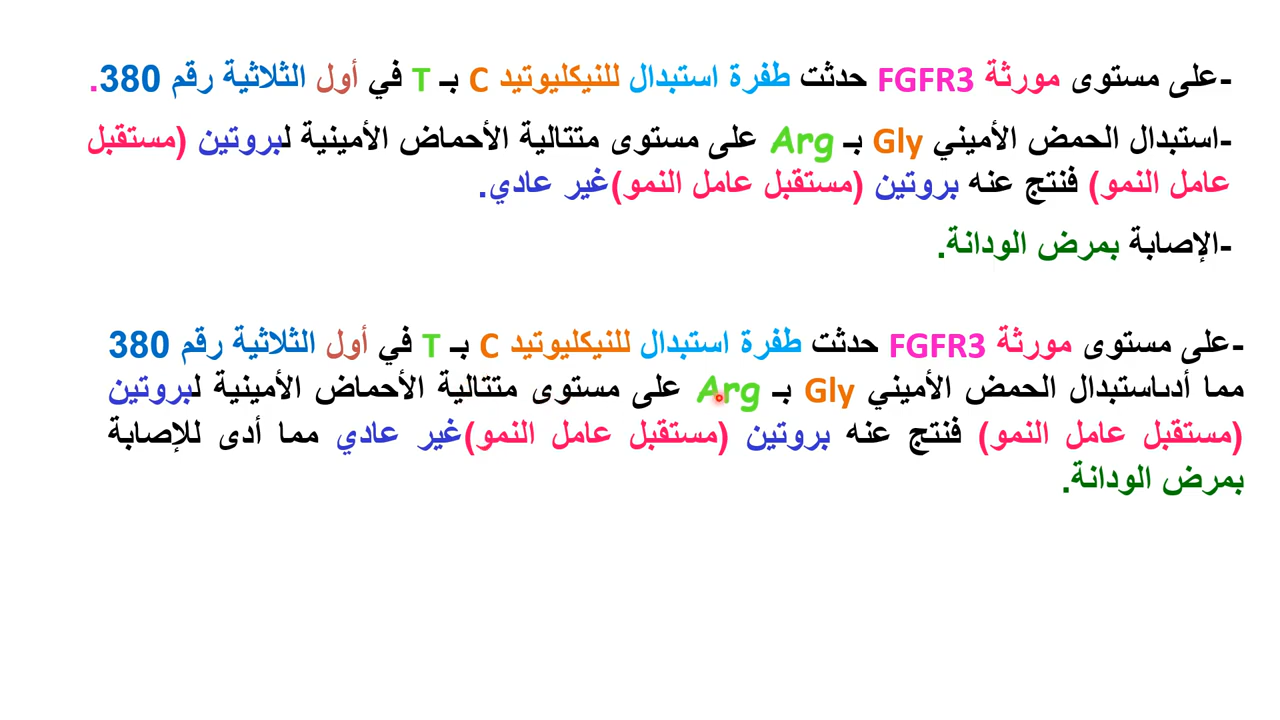 -على مستوى مورثة FGFR3 حدثت طفرة استبدال للنيكليوتيد C بـ T في أول الثلاثية رقم 380.
-استبدال الحمض الأميني Gly بـ Arg على مستوى متتالية الأحماض الأمينية لبروتين (مستقبل
عامل النمو) فنتج عنه بروتين (مستقبل عامل النمو)غير عادي.
-الإصابة بمرض الودانة.
-على مستوى مورثة FGFR3 حدثت طفرة استبدال للنيكليوتيد C بـ T في أول الثلاثية رقم 380
مما أدىاستبدال الحمض الأميني Gly بـ Arg على مستوى متتالية الأحماض الأمينية لبروتين
(مستقبل عامل النمو) فنتج عنه بروتين (مستقبل عامل النمو)غير عادي مما أدى للإصابة
بمرض الودانة.